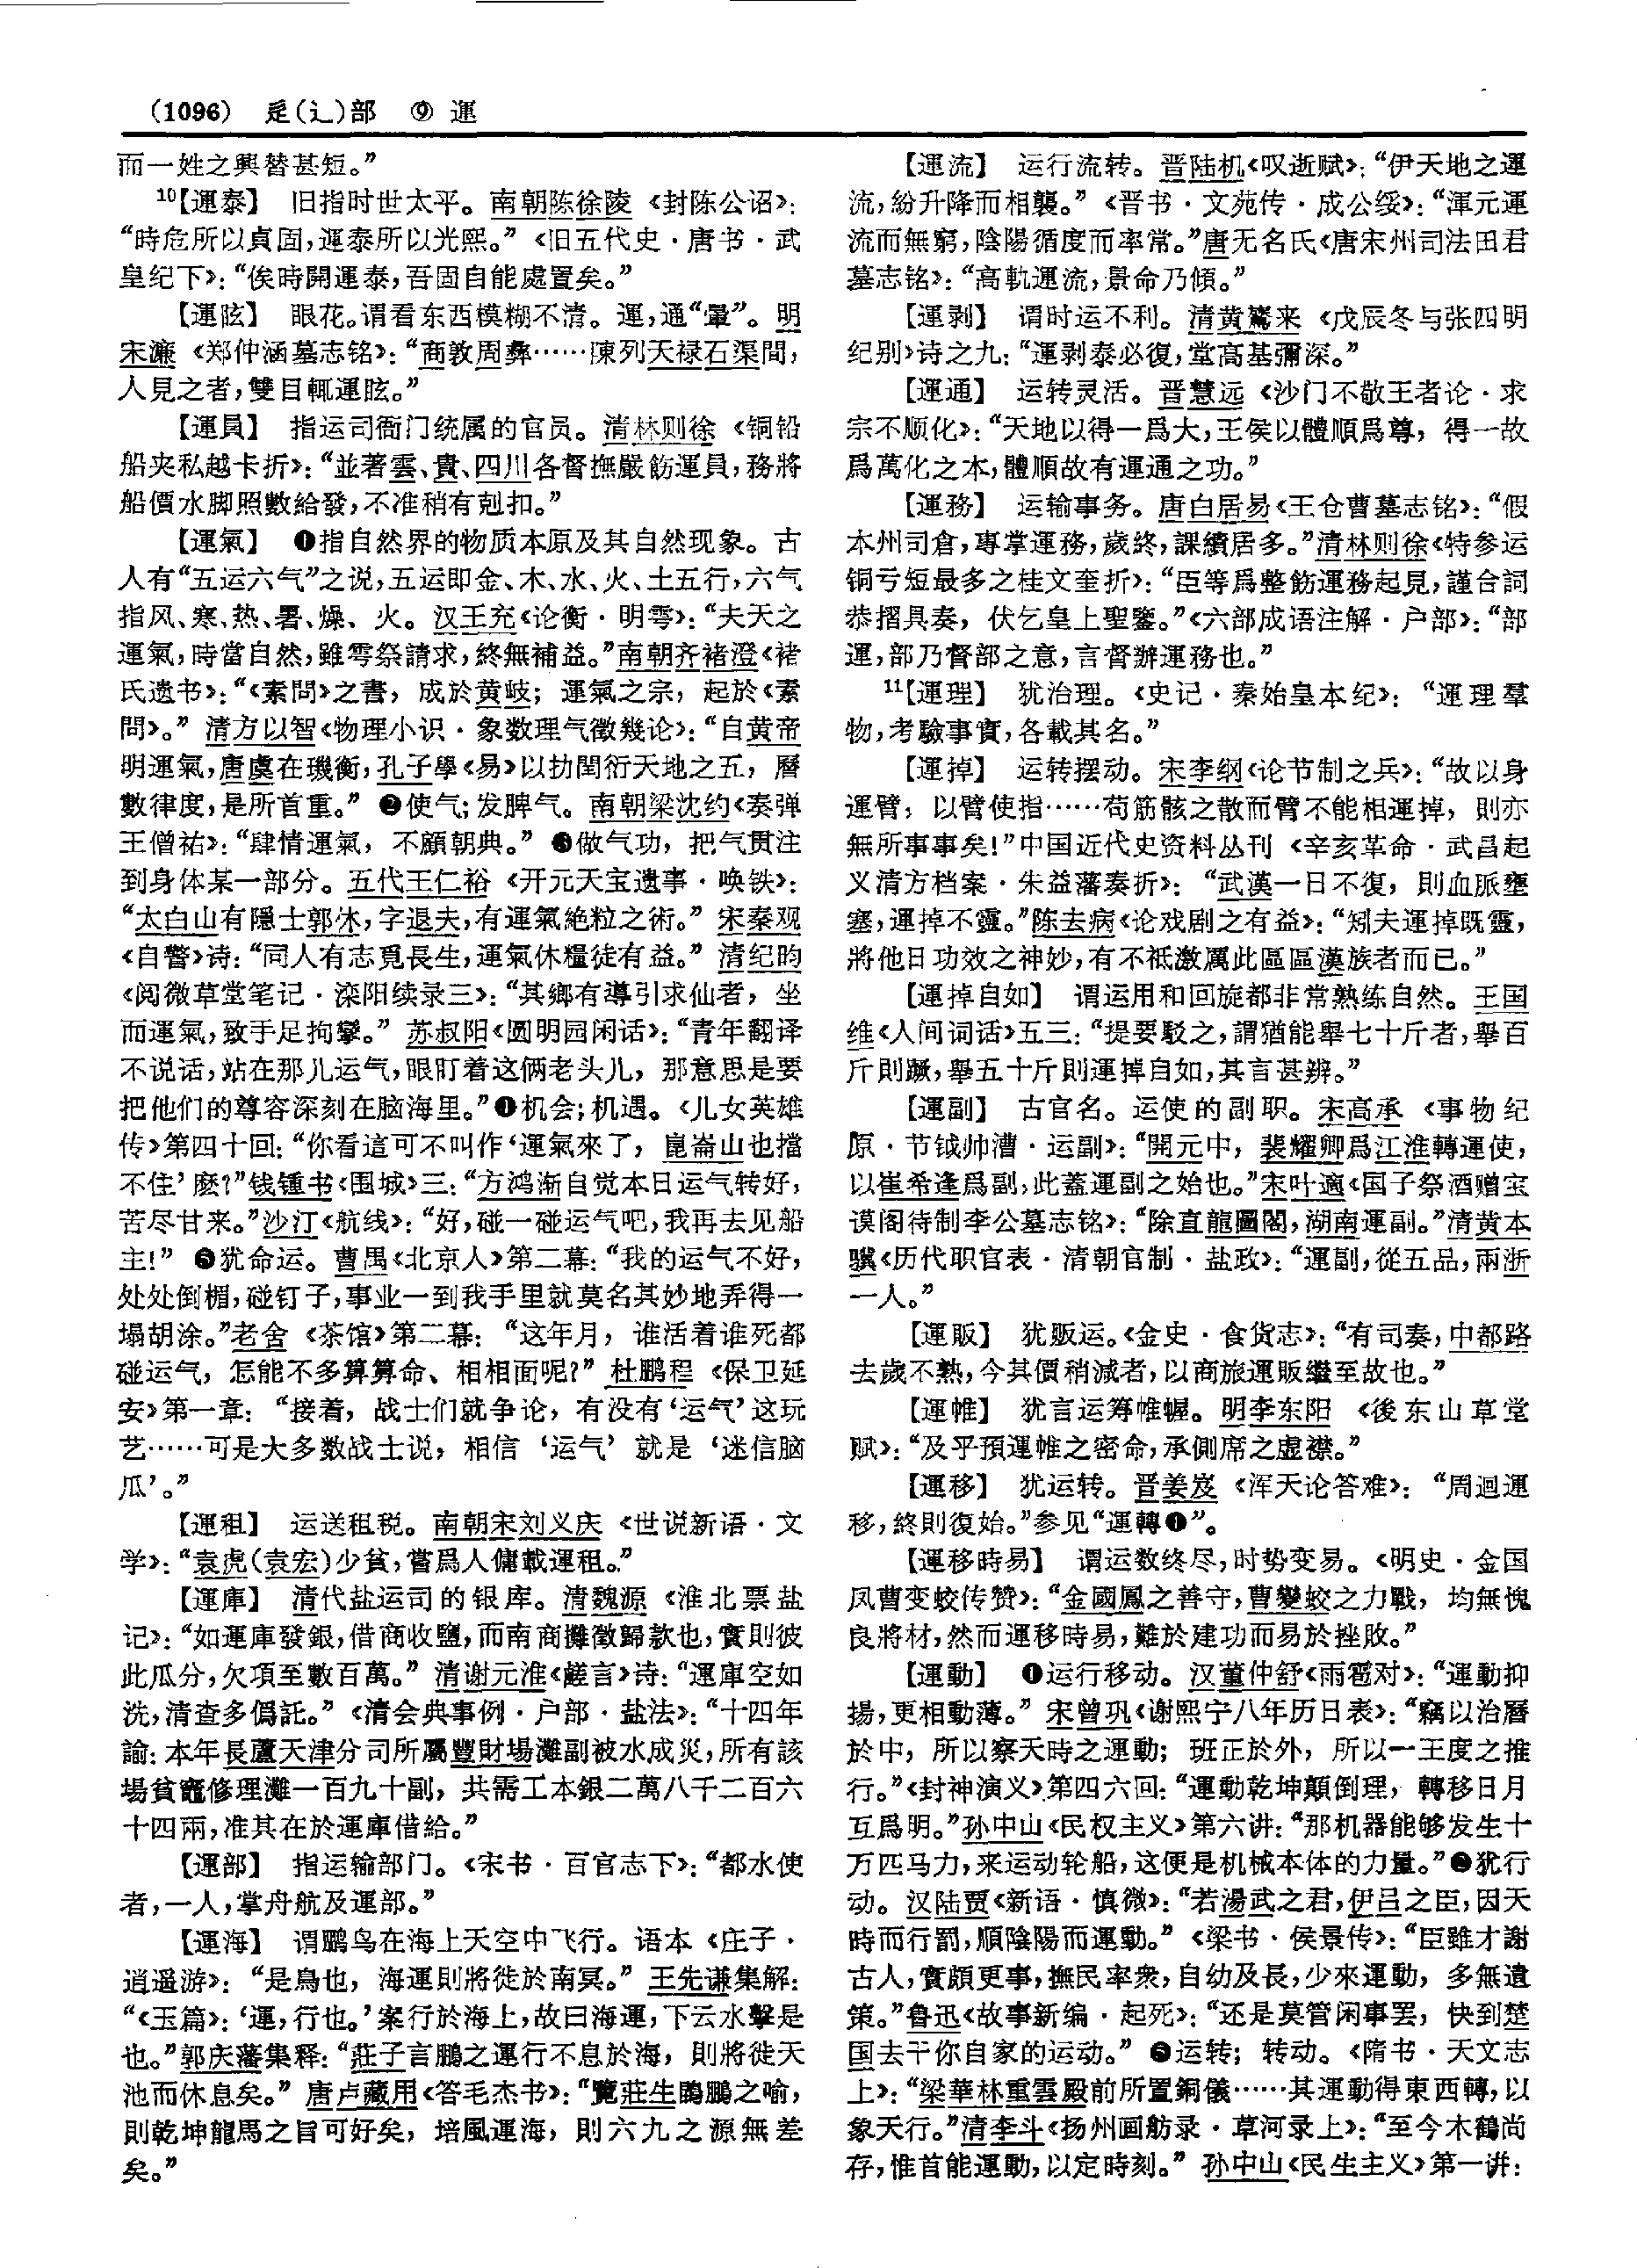 (1096) 辵(辶)部 ⑨ 運
而一姓之興替甚短。”
¹⁰【運泰】 旧指时世太平。南朝陈徐陵《封陈公诏》：
“時危所以貞固，運泰所以光熙。”《旧五代史·唐书·武
皇纪下》：“俟時開運泰，吾固自能處置矣。”
【運眩】 眼花。谓看东西模糊不清。運，通“暈”。明
宋濂《郑仲涵墓志铭》：“商敦周彝……陳列天禄石渠間，
人見之者，雙目輒運眩。”
【運員】 指运司衙门统属的官员。清林则徐《铜铅
船夹私越卡折》：“並著雲、貴、四川各督撫嚴飭運員，務將
船價水脚照數給發，不准稍有剋扣。”
【運氣】 ❶指自然界的物质本原及其自然现象。古
人有“五运六气”之说，五运即金、木、水、火、土五行，六气
指风、寒、热、暑、燥、火。汉王充《论衡·明雩》：“夫天之
運氣，時當自然，雖雩祭請求，終無補益。”南朝齐褚澄《褚
氏遗书》：“《素問》之書，成於黄岐；運氣之宗，起於《素
問》。”清方以智《物理小识·象数理气徵幾论》：“自黄帝
明運氣，唐虞在璣衡，孔子學《易》以扐閏衍天地之五，曆
數律度，是所首重。”❷使气；发脾气。南朝梁沈约《奏弹
王僧祐》：“肆情運氣，不顧朝典。”❸做气功，把气贯注
到身体某一部分。五代王仁裕《开元天宝遗事·唤铁》：
“太白山有隱士郭休，字退夫，有運氣絶粒之術。”宋秦观
《自警》诗：“同人有志覓長生，運氣休糧徒有益。”清纪昀
《阅微草堂笔记·滦阳续录三》：“其鄉有導引求仙者，坐
而運氣，致手足拘攣。”苏叔阳《圆明园闲话》：“青年翻译
不说话，站在那儿运气，眼盯着这俩老头儿，那意思是要
把他们的尊容深刻在脑海里。”❹机会；机遇。《儿女英雄
传》第四十回：“你看這可不叫作‘運氣來了，崑崙山也擋
不住’麽？”钱锺书《围城》三：“方鸿渐自觉本日运气转好，
苦尽甘来。”沙汀《航线》：“好，碰一碰运气吧，我再去见船
主！”❺犹命运。曹禺《北京人》第二幕：“我的运气不好，
处处倒楣，碰钉子，事业一到我手里就莫名其妙地弄得一
塌胡涂。”老舍《茶馆》第二幕：“这年月，谁活着谁死都
碰运气，怎能不多算算命、相相面呢？”杜鹏程《保卫延
安》第一章：“接着，战士们就争论，有没有‘运气’这玩
艺……可是大多数战士说，相信‘运气’就是‘迷信脑
瓜’。”
【運租】 运送租税。南朝宋刘义庆《世说新语·文
学》：“袁虎(袁宏)少貧，嘗爲人傭載運租。”
【運庫】 清代盐运司的银库。清魏源《淮北票盐
记》：“如運庫發銀，借商收鹽，而南商攤徵歸款也，實則彼
此瓜分，欠項至數百萬。”清谢元淮《鹾言》诗：“運庫空如
洗，清查多僞託。”《清会典事例·户部·盐法》：“十四年
諭：本年長蘆天津分司所屬豐財場灘副被水成災，所有該
場貧竈修理灘一百九十副，共需工本銀二萬八千二百六
十四兩，准其在於運庫借給。”
【運部】 指运输部门。《宋书·百官志下》：“都水使
者，一人，掌舟航及運部。”
【運海】 谓鹏鸟在海上天空中飞行。语本《庄子·
逍遥游》：“是鳥也，海運則將徙於南冥。”王先谦集解：
“《玉篇》：‘運，行也。’案行於海上，故曰海運，下云水擊是
也。”郭庆藩集释：“莊子言鵬之運行不息於海，則將徙天
池而休息矣。”唐卢藏用《答毛杰书》：“覽莊生鵾鵬之喻，
則乾坤龍馬之旨可好矣，培風運海，則六九之源無差
矣。”
【運流】 运行流转。晋陆机《叹逝赋》：“伊天地之運
流，紛升降而相襲。”《晋书·文苑传·成公绥》：“渾元運
流而無窮，陰陽循度而率常。”唐无名氏《唐宋州司法田君
墓志铭》：“高軌運流，景命乃傾。”
【運剥】 谓时运不利。清黄鷟来《戊辰冬与张四明
纪别》诗之九：“運剥泰必復，堂高基彌深。”
【運通】 运转灵活。晋慧远《沙门不敬王者论·求
宗不顺化》：“天地以得一爲大，王侯以體順爲尊，得一故
爲萬化之本，體順故有運通之功。”
【運務】 运输事务。唐白居易《王仓曹墓志铭》：“假
本州司倉，專掌運務，歲終，課績居多。”清林则徐《特参运
铜亏短最多之桂文奎折》：“臣等爲整飭運務起見，謹合詞
恭摺具奏，伏乞皇上聖鑒。”《六部成语注解·户部》：“部
運，部乃督部之意，言督辦運務也。”
¹¹【運理】 犹治理。《史记·秦始皇本纪》：“運理羣
物，考驗事實，各載其名。”
【運掉】 运转摆动。宋李纲《论节制之兵》：“故以身
運臂，以臂使指……苟筋骸之散而臂不能相運掉，則亦
無所事事矣！”中国近代史资料丛刊《辛亥革命·武昌起
义清方档案·朱益藩奏折》：“武漢一日不復，則血脈壅
塞，運掉不靈。”陈去病《论戏剧之有益》：“矧夫運掉既靈，
將他日功效之神妙，有不衹激厲此區區漢族者而已。”
【運掉自如】 谓运用和回旋都非常熟练自然。王国
维《人间词话》五三：“提要駁之，謂猶能舉七十斤者，舉百
斤則蹶，舉五十斤則運掉自如，其言甚辨。”
【運副】 古官名。运使的副职。宋高承《事物纪
原·节钺帅漕·运副》：“開元中，裴耀卿爲江淮轉運使，
以崔希逢爲副，此蓋運副之始也。”宋叶適《国子祭酒赠宝
谟阁待制李公墓志铭》：“除直龍圖閣，湖南運副。”清黄本
骥《历代职官表·清朝官制·盐政》：“運副，從五品，兩浙
一人。”
【運販】 犹贩运。《金史·食货志》：“有司奏，中都路
去歲不熟，今其價稍減者，以商旅運販繼至故也。”
【運帷】 犹言运筹帷幄。明李东阳《後东山草堂
赋》：“及乎預運帷之密命，承側席之虚襟。”
【運移】 犹运转。晋姜岌《浑天论答难》：“周迴運
移，終則復始。”参见“運轉❶”。
【運移時易】 谓运数终尽，时势变易。《明史·金国
凤曹变蛟传赞》：“金國鳳之善守，曹變蛟之力戰，均無愧
良將材，然而運移時易，難於建功而易於挫敗。”
【運動】 ❶运行移动。汉董仲舒《雨雹对》：“運動抑
揚，更相動薄。”宋曾巩《谢熙宁八年历日表》：“竊以治曆
於中，所以察天時之運動；班正於外，所以一王度之推
行。”《封神演义》第四六回：“運動乾坤顛倒理，轉移日月
互爲明。”孙中山《民权主义》第六讲：“那机器能够发生十
万匹马力，来运动轮船，这便是机械本体的力量。”❷犹行
动。汉陆贾《新语·慎微》：“若湯武之君，伊吕之臣，因天
時而行罰，順陰陽而運動。”《梁书·侯景传》：“臣雖才謝
古人，實頗更事，撫民率衆，自幼及長，少來運動，多無遺
策。”鲁迅《故事新编·起死》：“还是莫管闲事罢，快到楚
国去干你自家的运动。”❸运转；转动。《隋书·天文志
上》：“梁華林重雲殿前所置銅儀……其運動得東西轉，以
象天行。”清李斗《扬州画舫录·草河录上》：“至今木鶴尚
存，惟首能運動，以定時刻。”孙中山《民生主义》第一讲：